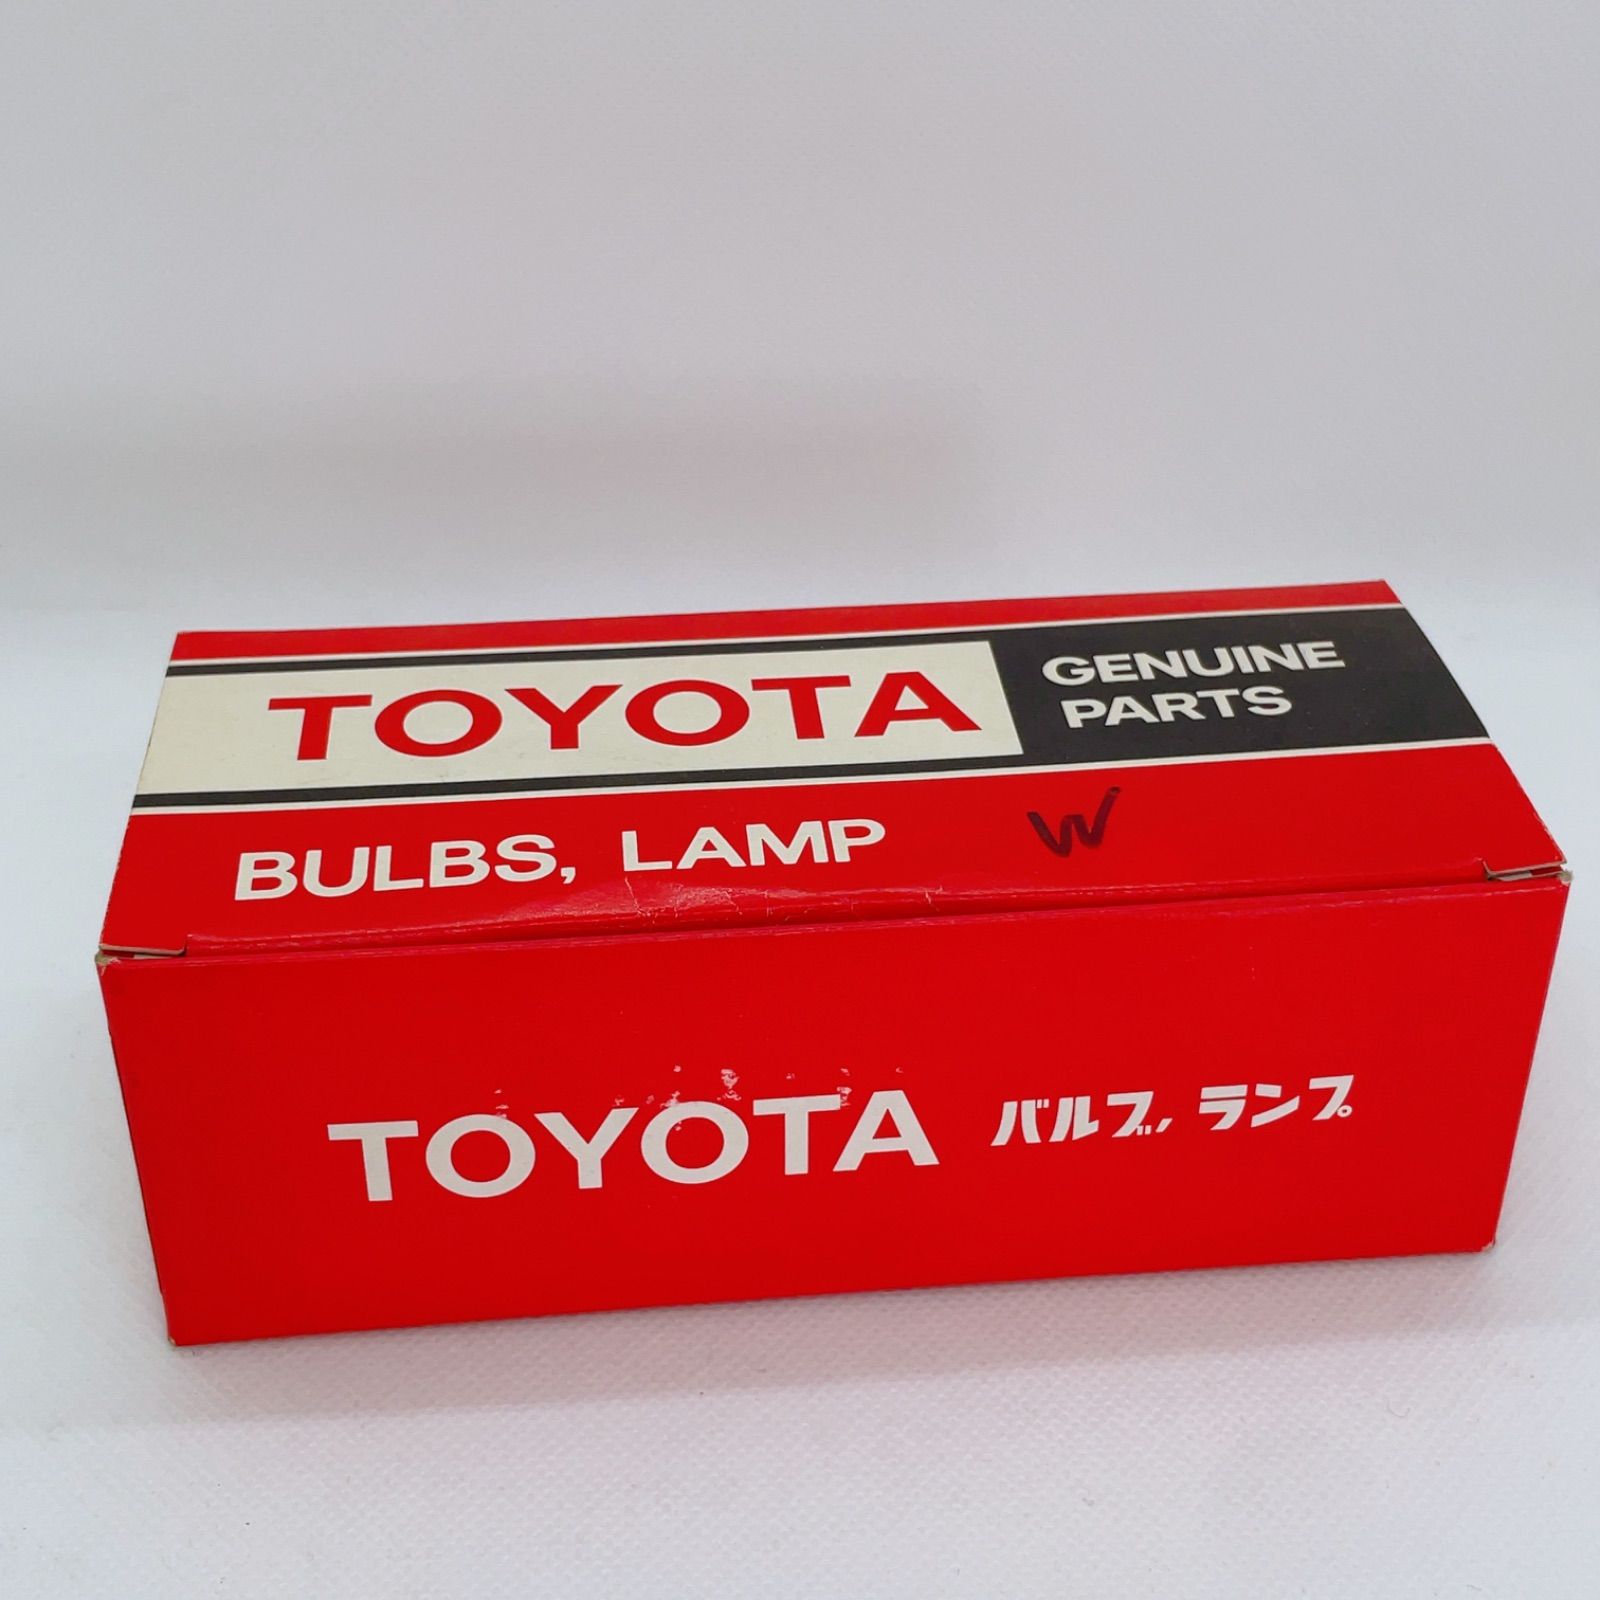 TOYOTA
GENUINE
PARTS
BULBS, LAMP
W
TOYOTA バルブ, ランプ